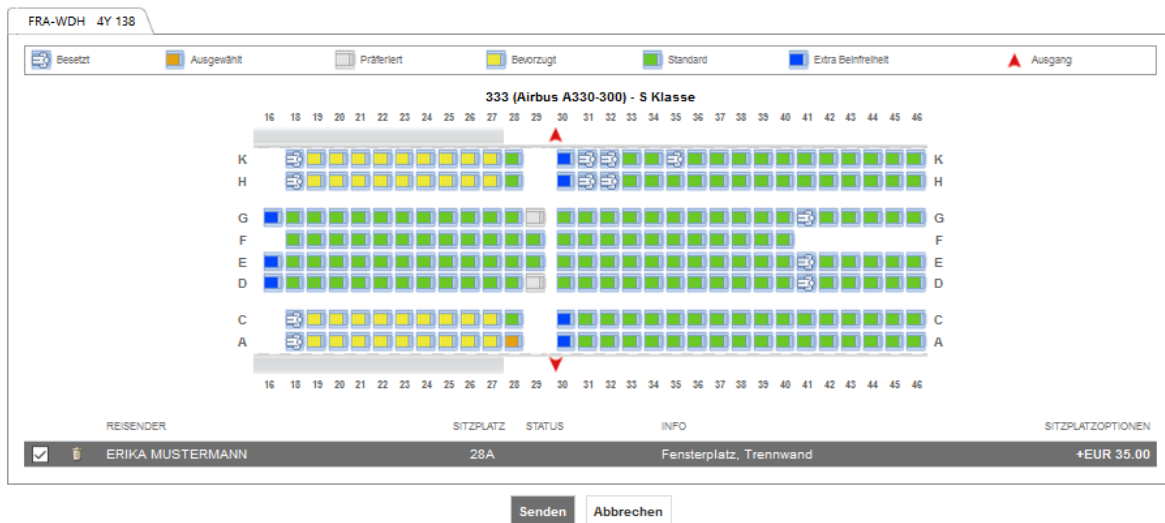 FRA-WDH 4Y 138
Besetzt Ausgewählt Präferiert Bevorzugt Standard Extra Beinfreiheit Ausgang
333 (Airbus A330-300) - S Klasse
16 18 19 20 21 22 23 24 25 26 27 28 29 30 31 32 33 34 35 36 37 38 39 40 41 42 43 44 45 46
K K
H H
G G
F F
E E
D D
C C
A A
16 18 19 20 21 22 23 24 25 26 27 28 29 30 31 32 33 34 35 36 37 38 39 40 41 42 43 44 45 46
REISENDER SITZPLATZ STATUS INFO SITZPLATZOPTIONEN
ERIKA MUSTERMANN 28A Fensterplatz, Trennwand +EUR 35.00
Senden Abbrechen